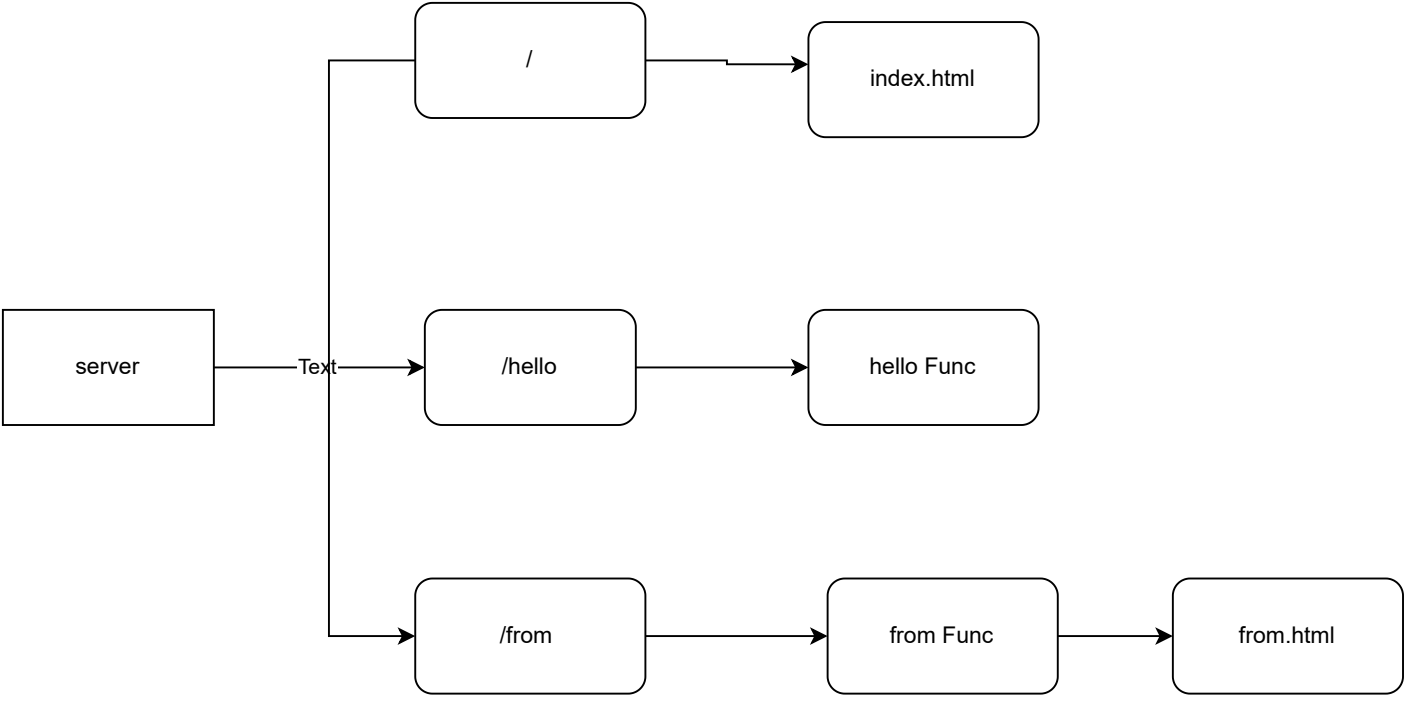 /
index.html
server
Text
/hello
hello Func
/from
from Func
from.html